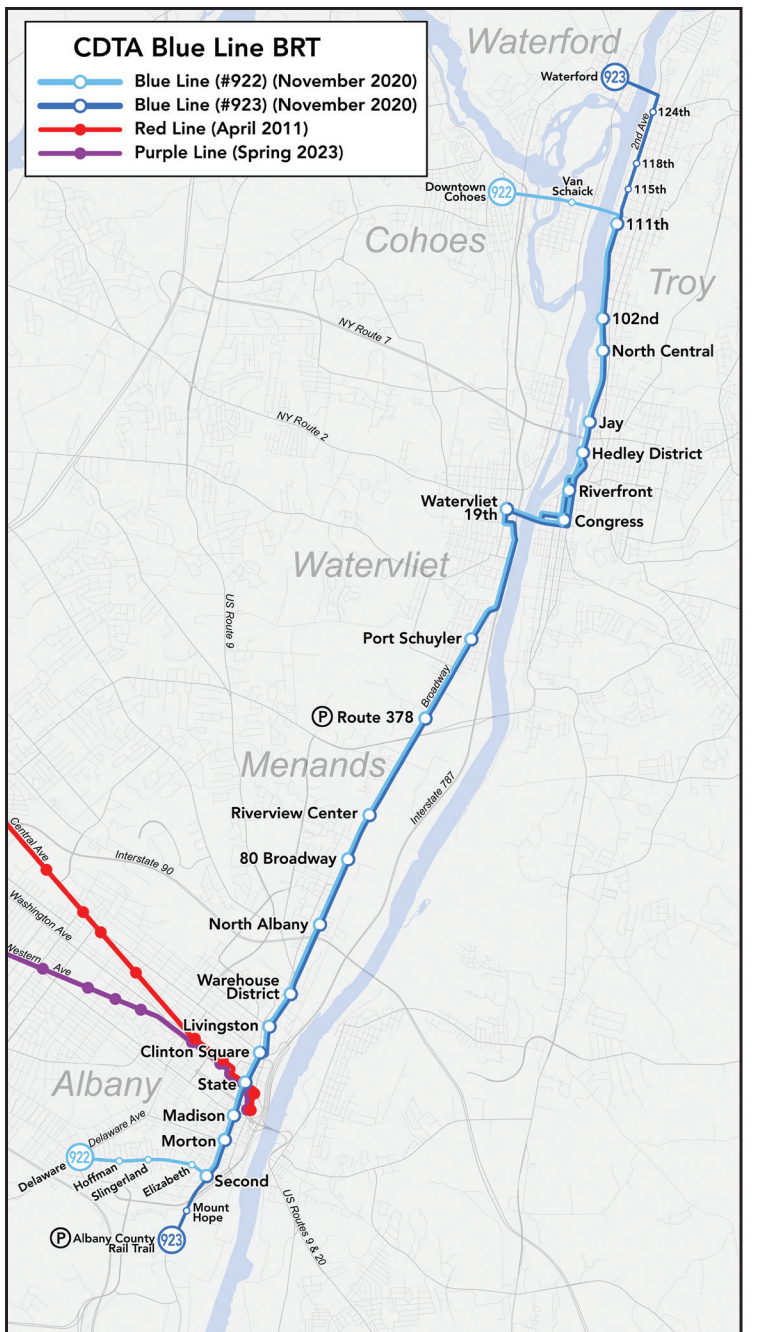 CDTA Blue Line BRT
Blue Line (#922) (November 2020)
Blue Line (#923) (November 2020)
Red Line (April 2011)
Purple Line (Spring 2023)
Waterford
Waterford
923
124th
2nd Ave
118th
115th
Downtown
Cohoes
922
Van
Schaick
111th
Cohoes
Troy
102nd
NY Route 7
North Central
NY Route 2
Jay
Hedley District
Riverfront
Watervliet
19th
Congress
Watervliet
US Route 9
Port Schuyler
Broadway
P
Route 378
Menands
Interstate 787
Riverview Center
Central Ave
Interstate 90
80 Broadway
Washington Ave
North Albany
Western Ave
Warehouse
District
Livingston
Clinton Square
Albany
State
Madison
Delaware Ave
Morton
922
Delaware
Hoffman
Slingerland
Elizabeth
Second
Mount
Hope
US Routes 9 & 20
P
Albany County
Rail Trail
923